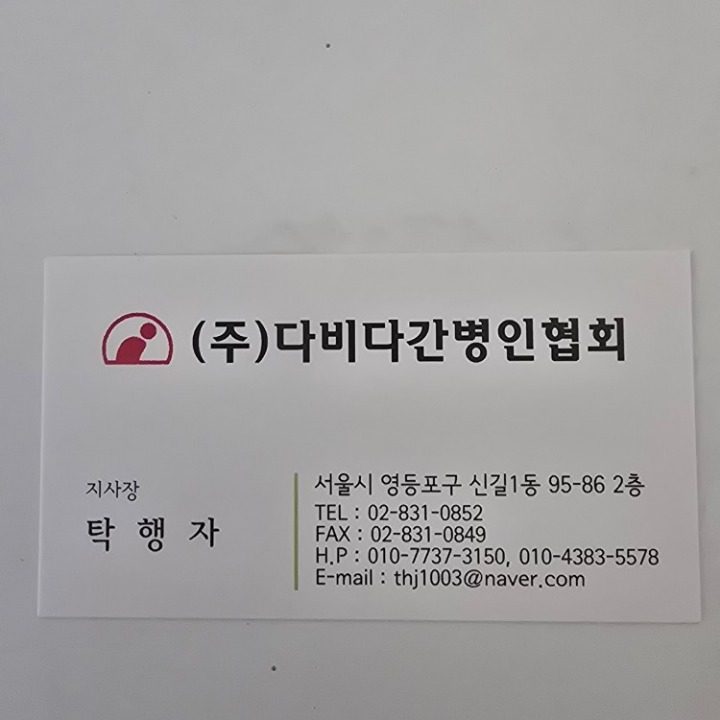 (주)다비다간병인협회
지사장
탁 행 자
서울시 영등포구 신길1동 95-86 2층
TEL : 02-831-0852
FAX : 02-831-0849
H.P : 010-7737-3150, 010-4383-5578
E-mail : thj1003@naver.com